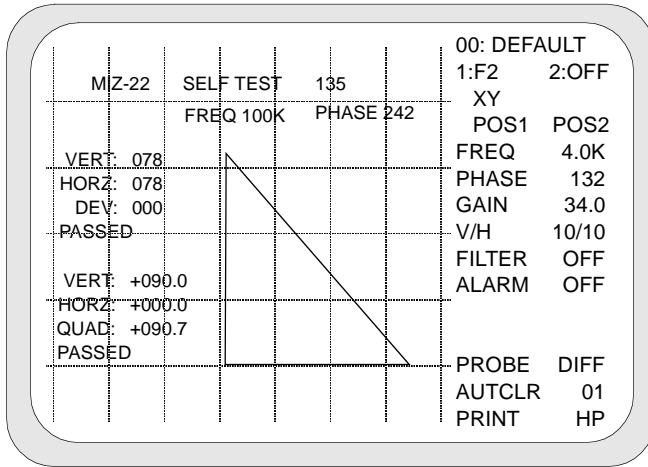 MIZ-22 SELF TEST 135
FREQ 100K PHASE 242
VERT: 078
HORZ: 078
DEV: 000
PASSED
VERT: +090.0
HORZ: +000.0
QUAD: +090.7
PASSED
00: DEFAULT
1:F2 2:OFF
XY
POS1 POS2
FREQ 4.0K
PHASE 132
GAIN 34.0
V/H 10/10
FILTER OFF
ALARM OFF
PROBE DIFF
AUTCLR 01
PRINT HP